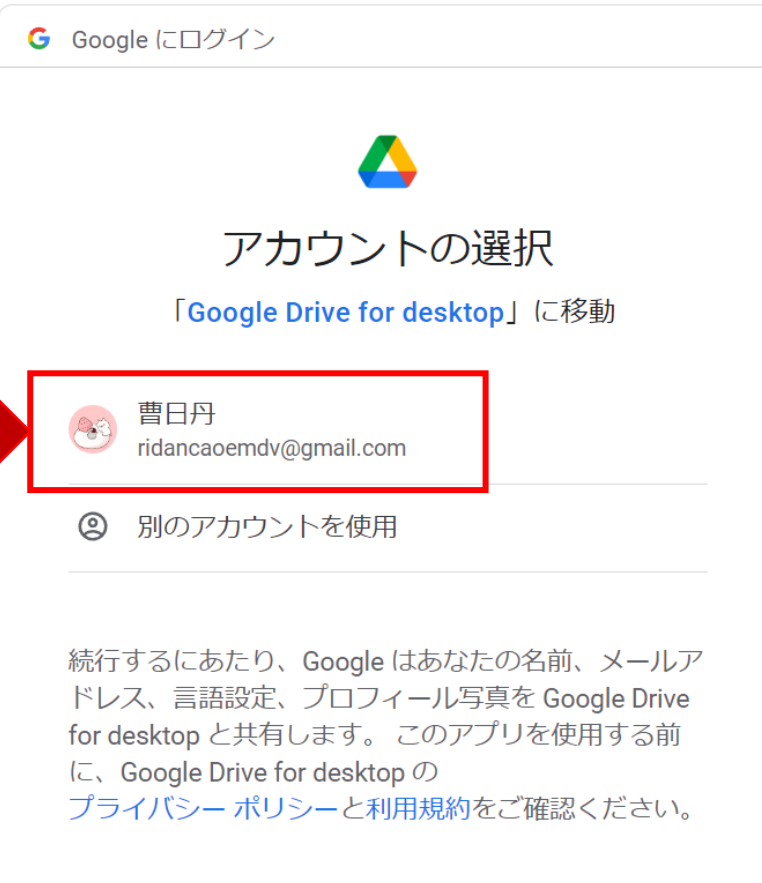 Google にログイン
アカウントの選択
「Google Drive for desktop」に移動
曹日丹
ridancaoemdv@gmail.com
別のアカウントを使用
続行するにあたり、Google はあなたの名前、メールア
ドレス、言語設定、プロフィール写真を Google Drive
for desktop と共有します。 このアプリを使用する前
に、Google Drive for desktop の
プライバシー ポリシーと利用規約をご確認ください。